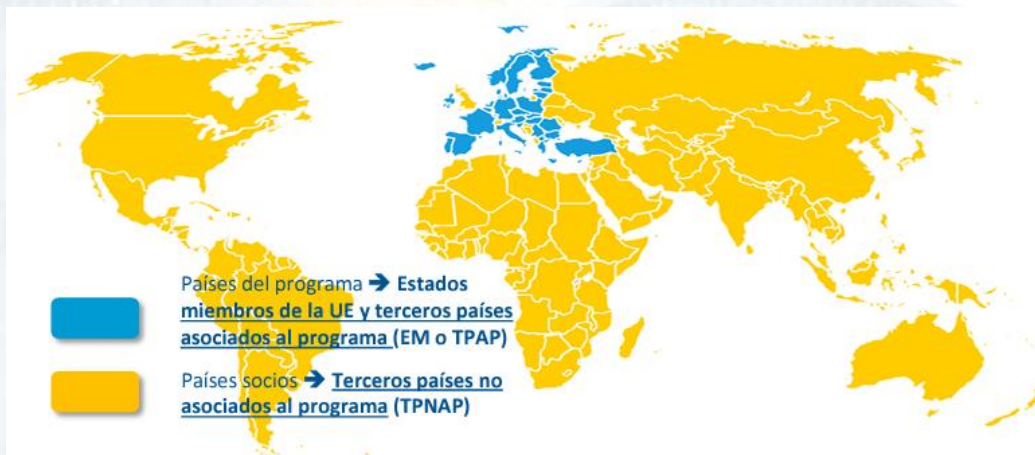 Países del programa ➔ Estados
miembros de la UE y terceros países
asociados al programa (EM o TPAP)
Países socios ➔ Terceros países no
asociados al programa (TPNAP)